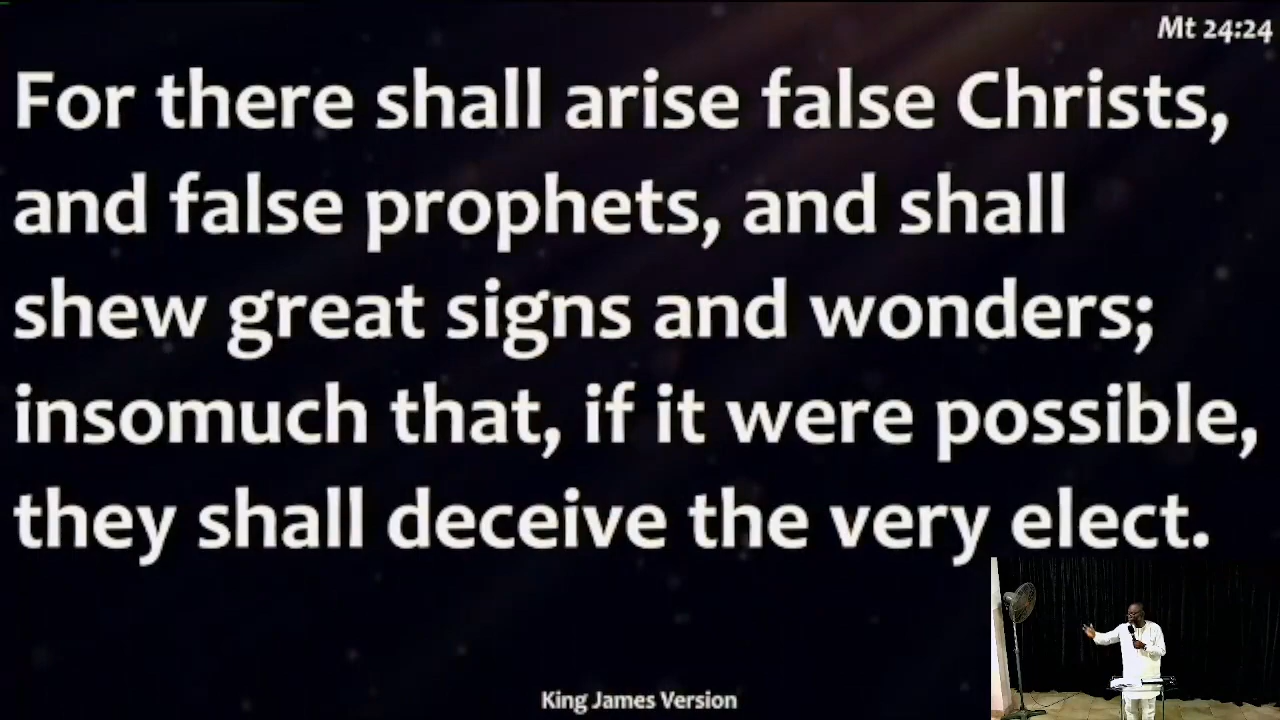 Mt 24:24
For there shall arise false Christs,
and false prophets, and shall
shew great signs and wonders;
insomuch that, if it were possible,
they shall deceive the very elect.
King James Version